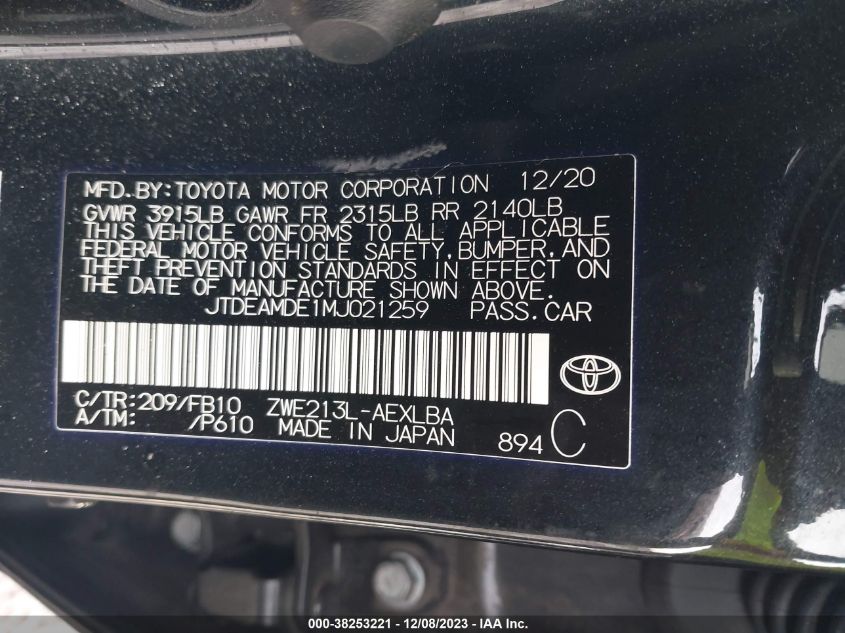 MFD.BY:TOYOTA MOTOR CORPORATION 12/20
GVWR 3915LB GAWR FR 2315LB RR 2140LB
THIS VEHICLE CONFORMS TO ALL APPLICABLE
FEDERAL MOTOR VEHICLE SAFETY,BUMPER,AND
THEFT PREVENTION STANDARDS IN EFFECT ON
THE DATE OF MANUFACTURE SHOWN ABOVE.
JTDEAMDE1MJ021259 PASS.CAR
C/TR:209/FB10 ZWE213L-AEXLBA
A/TM: /P610 MADE IN JAPAN 894 C
000-38253221 - 12/08/2023 - IAA Inc.